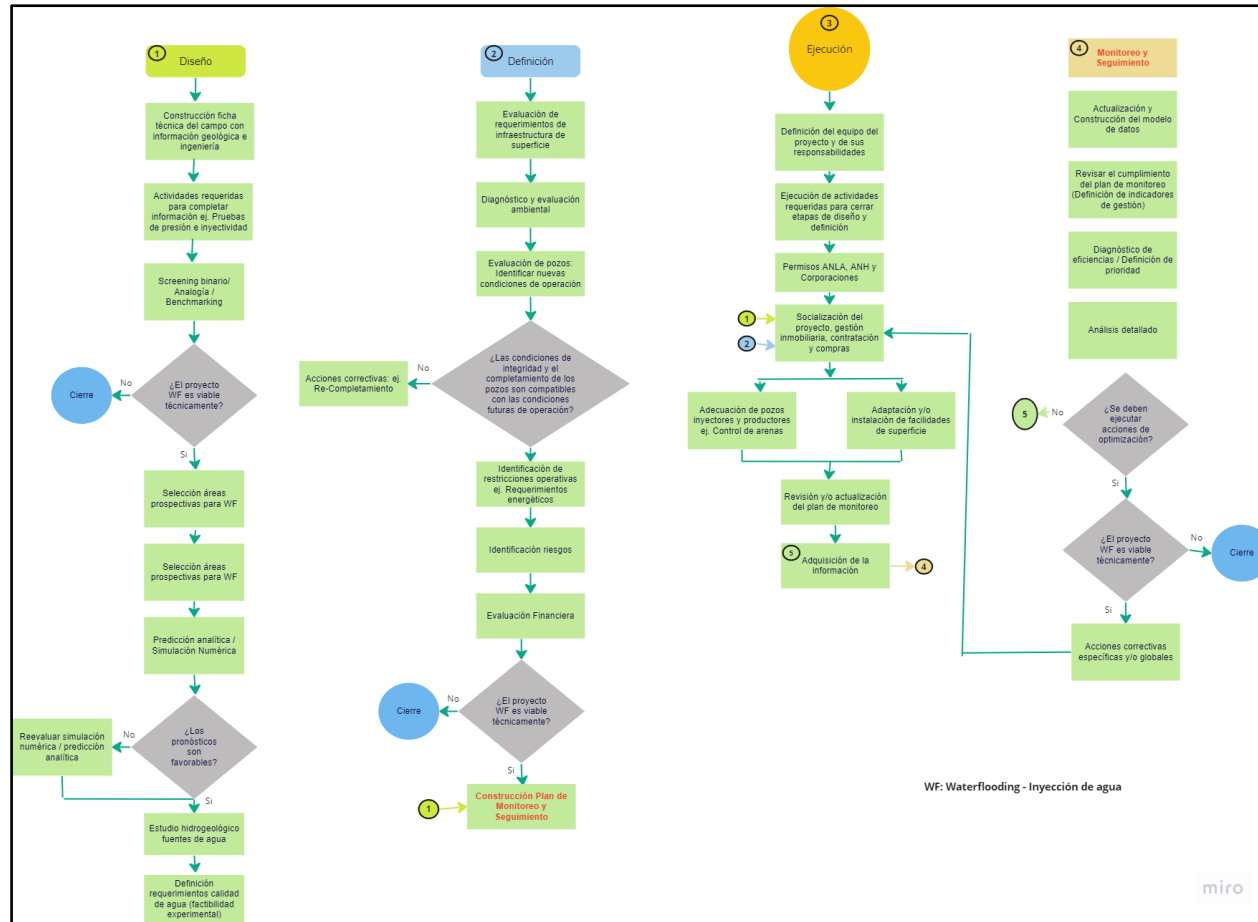 1
Diseño
Construcción ficha
técnica del campo con
información geológica e
ingeniería
Actividades requeridas
para completar
información ej. Pruebas
de presión e inyectividad
Screening binario/
Analogía /
Benchmarking
¿El proyecto
WF es viable
técnicamente?
No
Cierre
Si
Selección áreas
prospectivas para WF
Selección áreas
prospectivas para WF
Predicción analítica /
Simulación Numérica
¿Los
pronósticos
son
favorables?
No
Reevaluar simulación
numérica / predicción
analítica
Si
Estudio hidrogeológico
fuentes de agua
Definición
requerimientos calidad
de agua (factibilidad
experimental)
2
Definición
Evaluación de
requerimientos de
infraestructura de
superficie
Diagnóstico y evaluación
ambiental
Evaluación de pozos:
Identificar nuevas
condiciones de operación
¿Las condiciones de
integridad y el
completamiento de los
pozos son compatibles
con las condiciones
futuras de operación?
No
Acciones correctivas: ej.
Re-Completamiento
Identificación de
restricciones operativas
ej. Requerimientos
energéticos
Identificación riesgos
Evaluación Financiera
¿El proyecto
WF es viable
técnicamente?
No
Cierre
Si
1
Construcción Plan de
Monitoreo y
Seguimiento
3
Ejecución
Definición del equipo del
proyecto y de sus
responsabilidades
Ejecución de actividades
requeridas para cerrar
etapas de diseño y
definición
Permisos ANLA, ANH y
Corporaciones
1
2
Socialización del
proyecto, gestión
inmobiliaria, contratación
y compras
Adecuación de pozos
inyectores y productores
ej. Control de arenas
Adaptación y/o
instalación de facilidades
de superficie
Revisión y/o actualización
del plan de monitoreo
5
Adquisición de la
información
4
4
Monitoreo y
Seguimiento
Actualización y
Construcción del modelo
de datos
Revisar el cumplimiento
del plan de monitoreo
(Definición de indicadores
de gestión)
Diagnóstico de
eficiencias / Definición de
prioridad
Análisis detallado
¿Se deben
ejecutar
acciones de
optimización?
No
5
Si
¿El proyecto
WF es viable
técnicamente?
No
Cierre
Si
Acciones correctivas
específicas y/o globales
WF: Waterflooding - Inyección de agua
miro